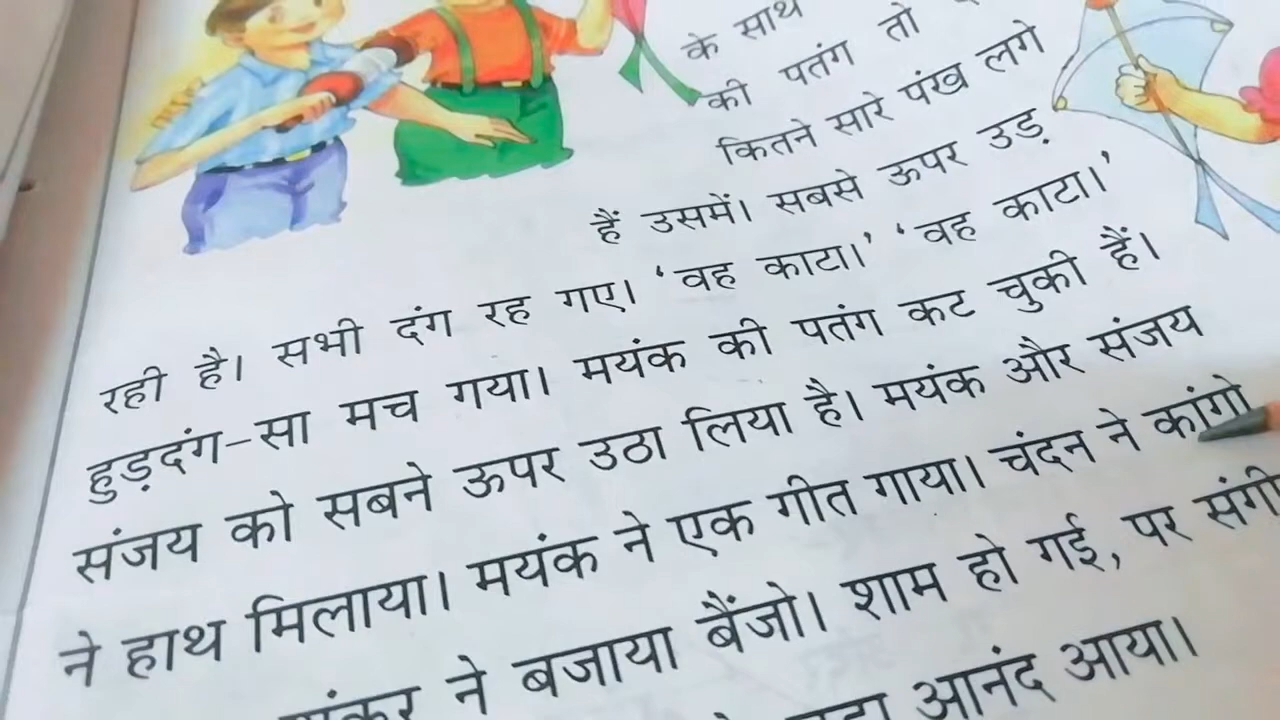 के साथ
की पतंग तो
कितने सारे पंख लगे
हैं उसमें। सबसे ऊपर उड़
रही है। सभी दंग रह गए। ‘वह काटा।’ ‘वह काटा।’
हुड़दंग-सा मच गया। मयंक की पतंग कट चुकी हैं।
संजय को सबने ऊपर उठा लिया है। मयंक और संजय
ने हाथ मिलाया। मयंक ने एक गीत गाया। चंदन ने कांगो
ने बजाया बैंजो। शाम हो गई, पर
आनंद आया।